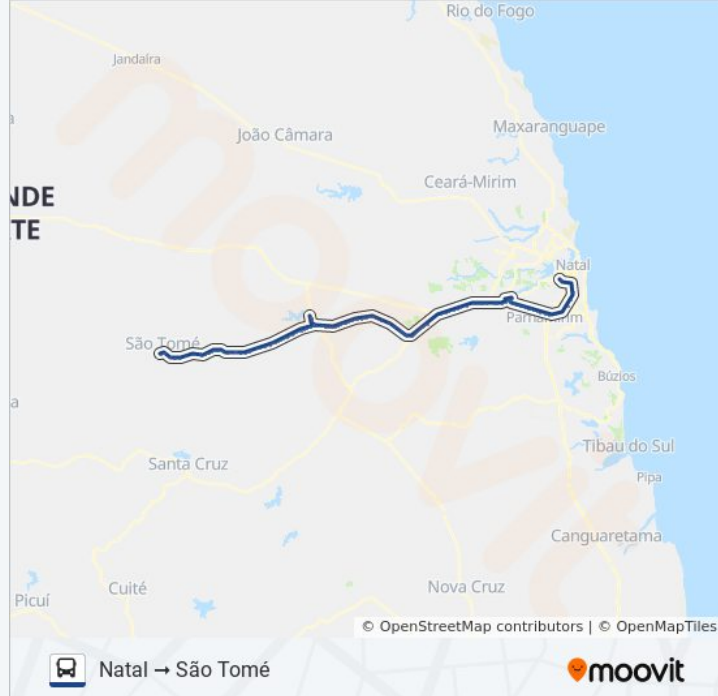 Rio do Fogo
Jandaíra
Maxaranguape
João Câmara
Ceará-Mirim
NDE
TE
Natal
Parnamirim
São Tomé
Búzios
a
Tibau do Sul
Santa Cruz
Pipa
Canguaretama
Cuité
Nova Cruz
Picuí
© OpenStreetMap contributors | © OpenMapTiles
Natal → São Tomé
moovit
moovit